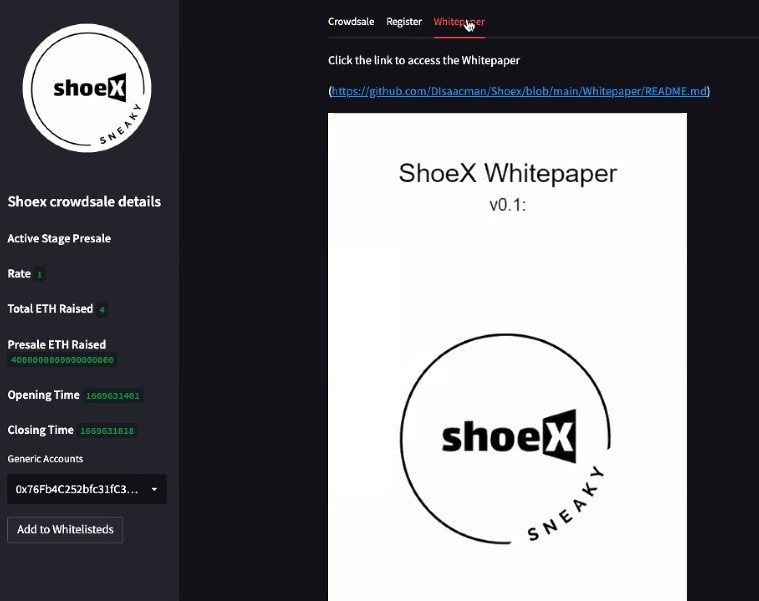 shoeX
SNEAKY
Shoex crowdsale details
Active Stage Presale
Rate 1
Total ETH Raised 4
Presale ETH Raised
4000000000000000000
Opening Time 1669631401
Closing Time 1669631818
Generic Accounts
0x76Fb4C252bfc31fC3...
Add to Whitelisteds
Crowdsale Register Whitepaper
Click the link to access the Whitepaper
(https://github.com/DIsaacman/Shoex/blob/main/Whitepaper/README.md)
ShoeX Whitepaper
v0.1:
shoeX
SNEAKY